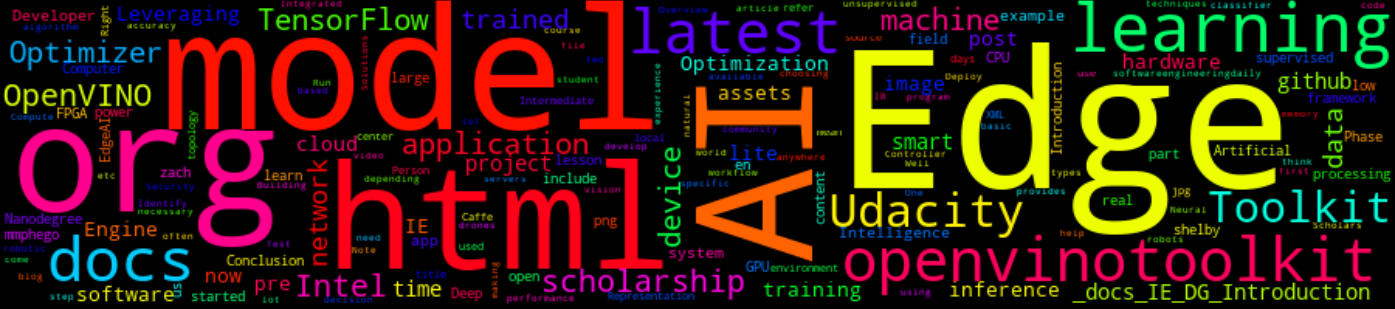 Developer
Leveraging
Integrated
article refer
unsupervised
techniques classifier
code
algorithm
accuracy
Right
TensorFlow
trained
course
Overview
latest
machine
example
learning
Optimizer
model
file
two
source
field
post
Computer
Solutions
Run
based
large
student
Optimization
available
choosing
days
CPU
hardware
supervised
use
softwareengineeringdaily
OpenVINO
Intermediate
experience
assets
image
Deploy
IR
program
Introduction
github
low
framework
Compute
FPGA
power
iot
natural
community
XML
basic
memory
EdgeAI
topology
org
center
cloud
application
develop
local
AI
mean
Edge
smart
Controller
Well
data
Phase
Artificial
video
Person
project
lesson
world
lite
anywhere
en
workflow
part
think
first
processing
etc
zach
learn
Building
network
depending
servers
include
vision
device
specific
content
types
provides
real
jpg
Neural
security
Identify
necessary
html
Nanodegree
mmphego
Engine
often
Test
need
Note
IE
app
Caffe
drones
used
png
One
Udacity
Intelligence
help
robots
shelby
Toolkit
Scholars
robotic
come
docs
Conclusion
system
openvinotoolkit
blog
now
us
pre
Intel
title
time
Deep
making
open
scholarship
GPU
environment
step
software
started
iot
decision
performance
Representation
training
using
inference
_docs_IE_DG_Introduction